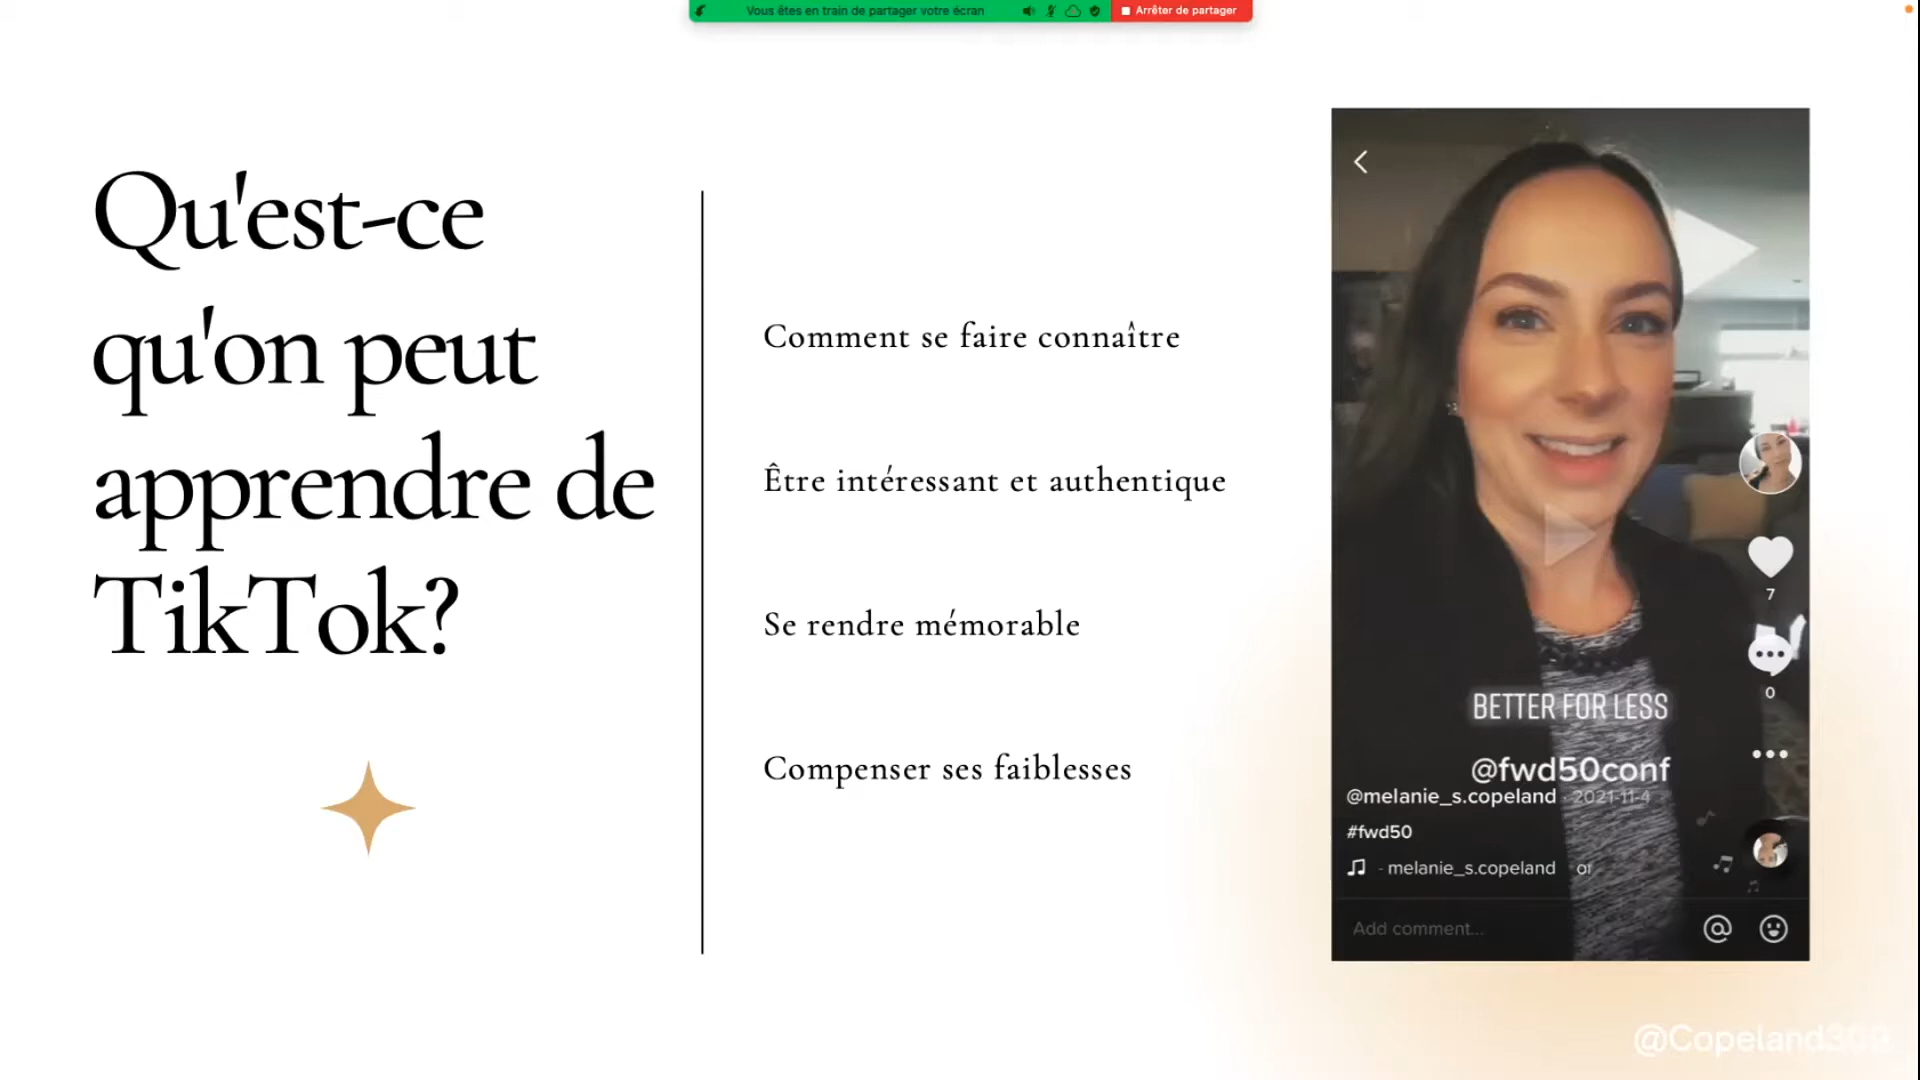 Vous êtes en train de partager votre écran
Arrêter de partager
Qu'est-ce
qu'on peut
apprendre de
TikTok?
Comment se faire connaître
Être intéressant et authentique
Se rendre mémorable
Compenser ses faiblesses
7
0
BETTER FOR LESS
@fwd50conf
@melanie_s.copeland · 2021-11-4
#fwd50
- melanie_s.copeland or
Add comment...